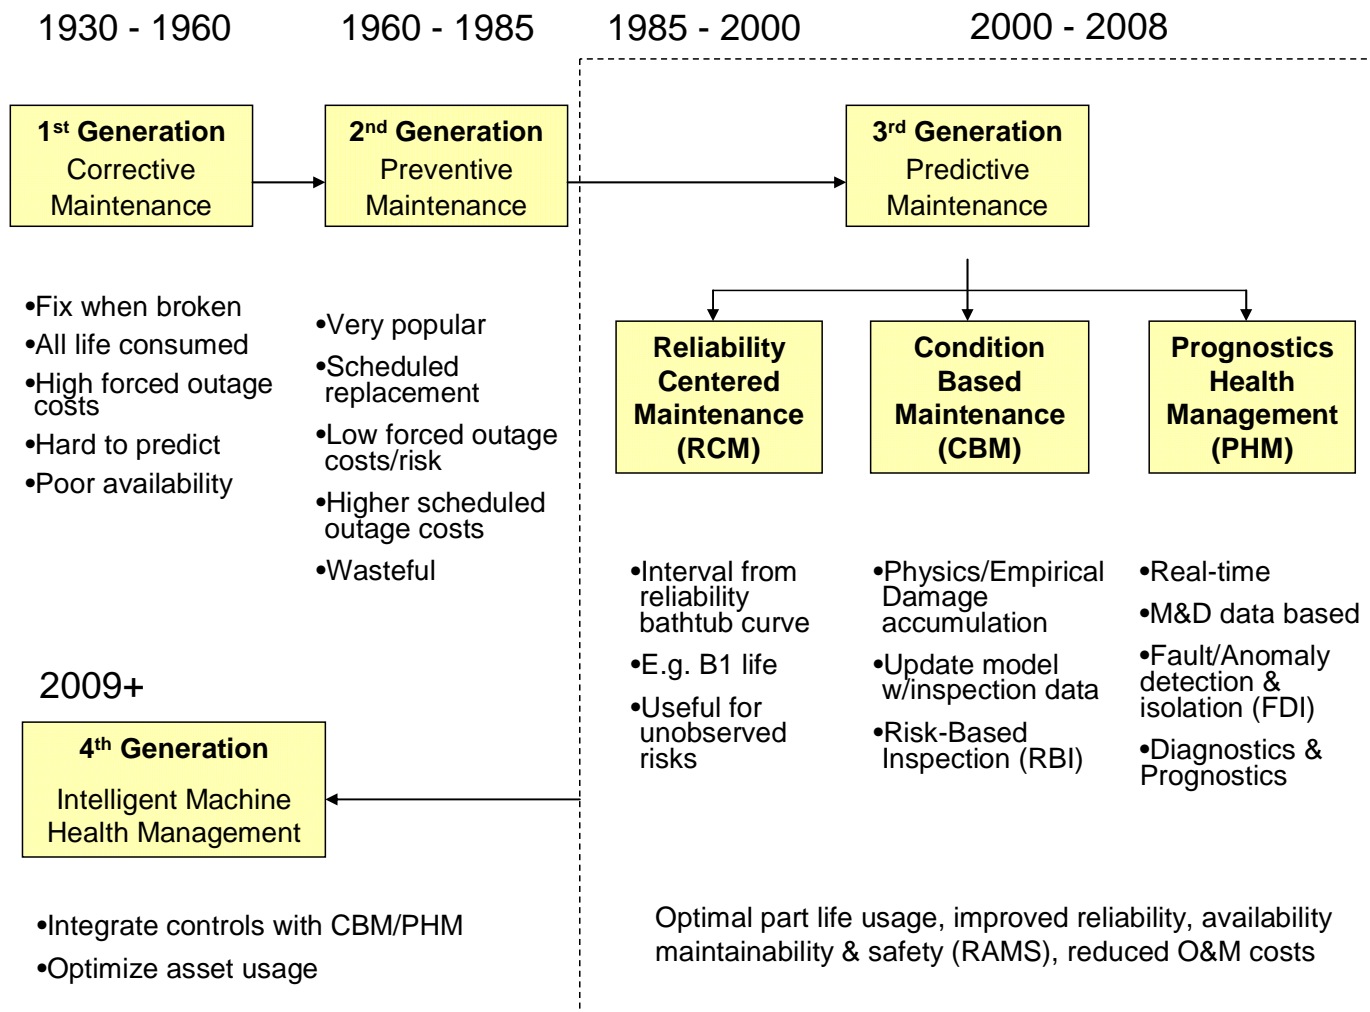 1930 - 1960
1960 - 1985
1985 - 2000
2000 - 2008
1st Generation
Corrective
Maintenance
2nd Generation
Preventive
Maintenance
3rd Generation
Predictive
Maintenance
•Fix when broken
•All life consumed
•High forced outage
costs
•Hard to predict
•Poor availability
•Very popular
•Scheduled
replacement
•Low forced outage
costs/risk
•Higher scheduled
outage costs
•Wasteful
Reliability
Centered
Maintenance
(RCM)
Condition
Based
Maintenance
(CBM)
Prognostics
Health
Management
(PHM)
•Interval from
reliability
bathtub curve
•E.g. B1 life
•Useful for
unobserved
risks
•Physics/Empirical
Damage
accumulation
•Update model
w/inspection data
•Risk-Based
Inspection (RBI)
•Real-time
•M&D data based
•Fault/Anomaly
detection &
isolation (FDI)
•Diagnostics &
Prognostics
2009+
4th Generation
Intelligent Machine
Health Management
•Integrate controls with CBM/PHM
•Optimize asset usage
Optimal part life usage, improved reliability, availability
maintainability & safety (RAMS), reduced O&M costs